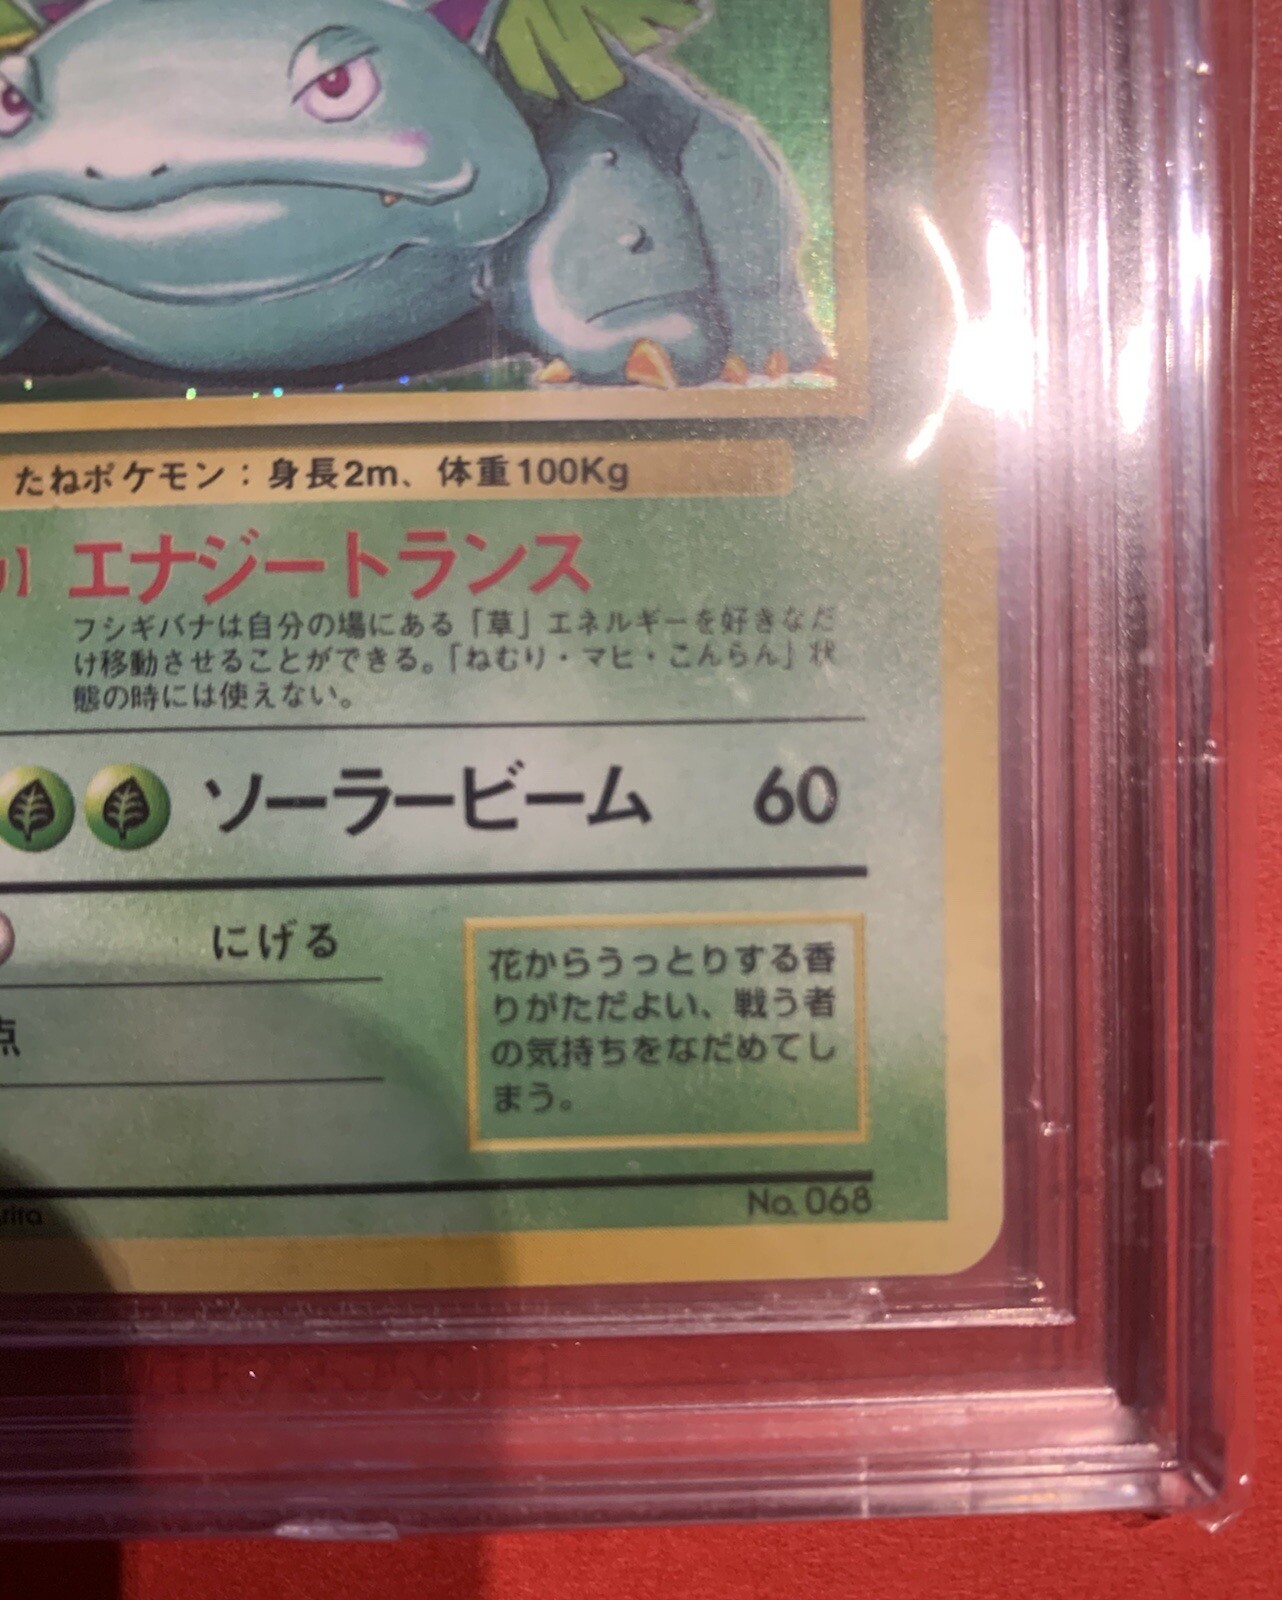 たねポケモン：身長2m、体重100Kg
エナジートランス
フシギバナは自分の場にある「草」エネルギーを好きなだ
け移動させることができる。「ねむり・マヒ・こんらん」状
態の時には使えない。
ソーラービーム 60
にげる
点
花からうっとりする香
りがただよい、戦う者
の気持ちをなだめてし
まう。
No. 068